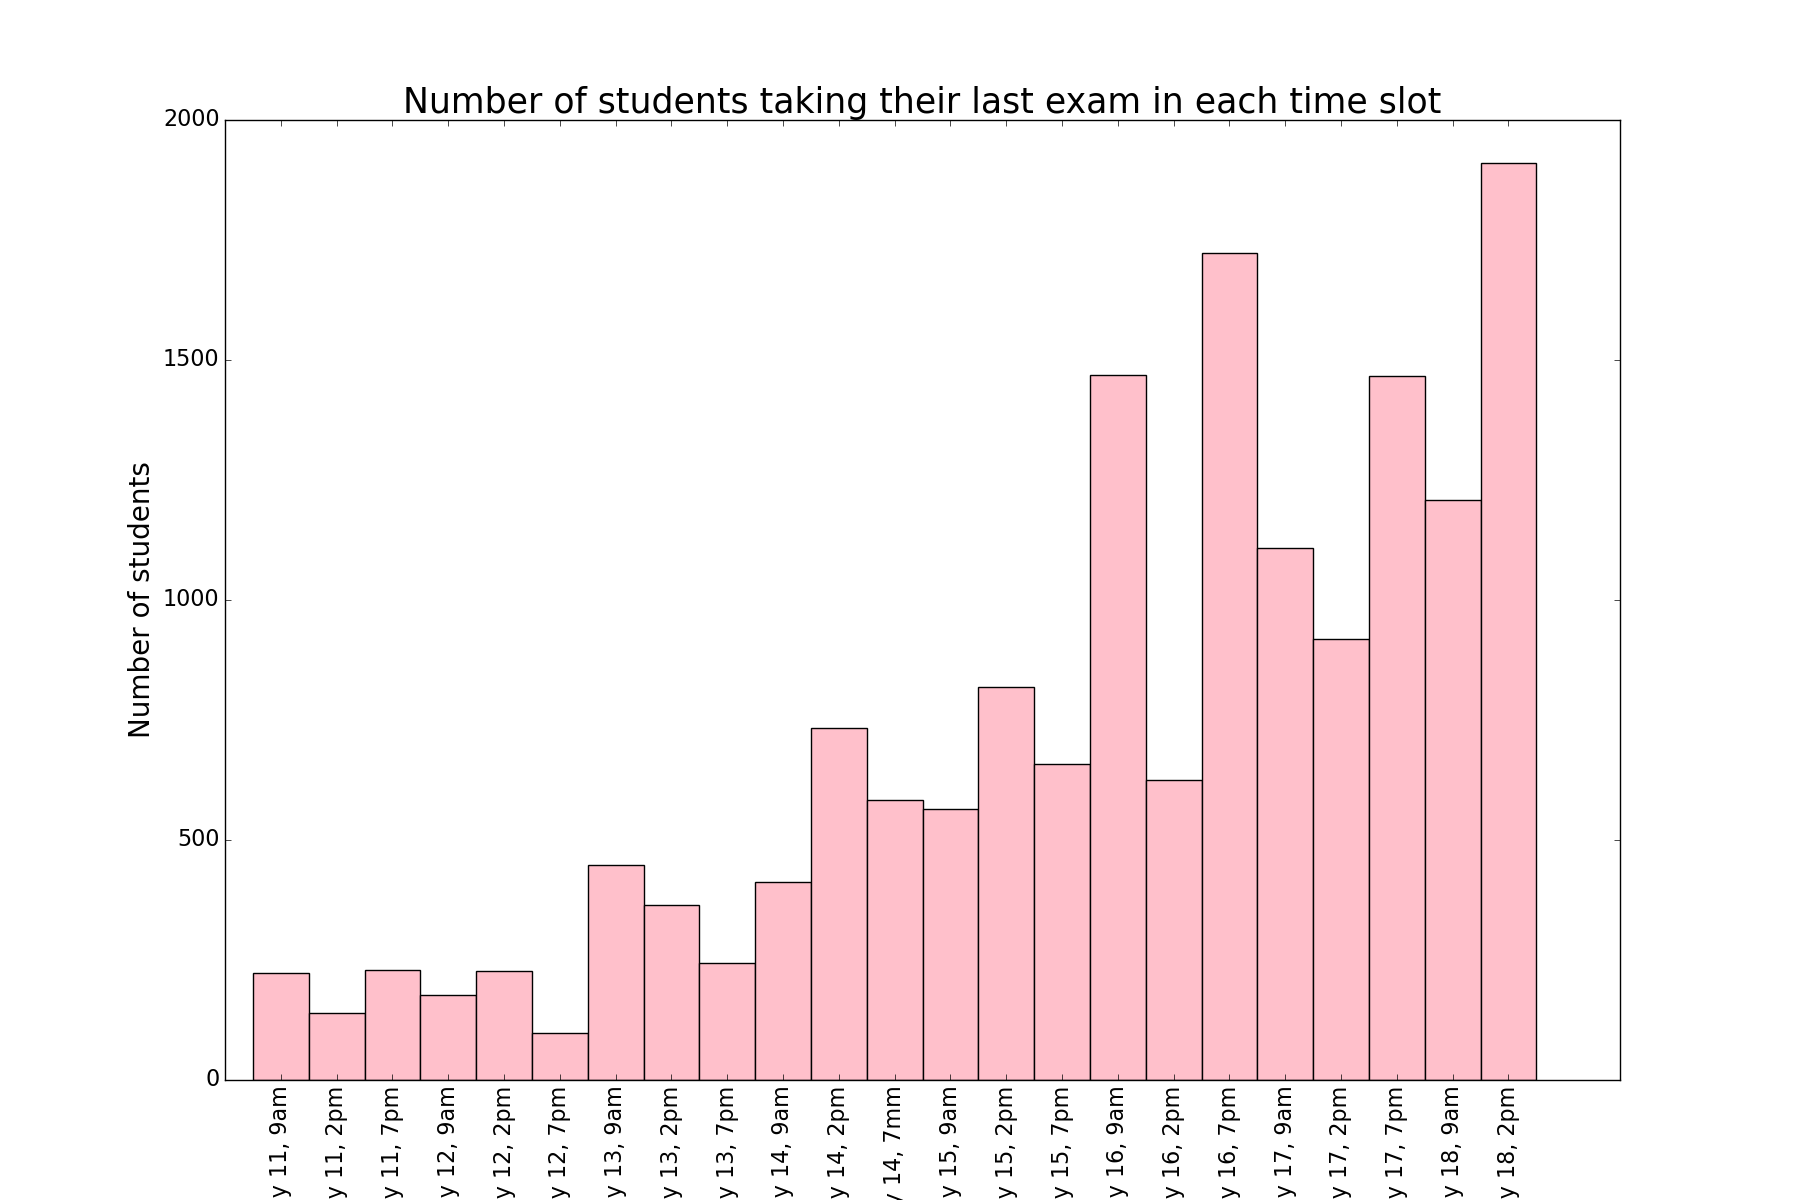 Number of students taking their last exam in each time slot
2000
1500
1000
500
0
Number of students
y 11, 9am
y 11, 2pm
y 11, 7pm
y 12, 9am
y 12, 2pm
y 12, 7pm
y 13, 9am
y 13, 2pm
y 13, 7pm
y 14, 9am
y 14, 2pm
y 14, 7mm
y 15, 9am
y 15, 2pm
y 15, 7pm
y 16, 9am
y 16, 2pm
y 16, 7pm
y 17, 9am
y 17, 2pm
y 17, 7pm
y 18, 9am
y 18, 2pm